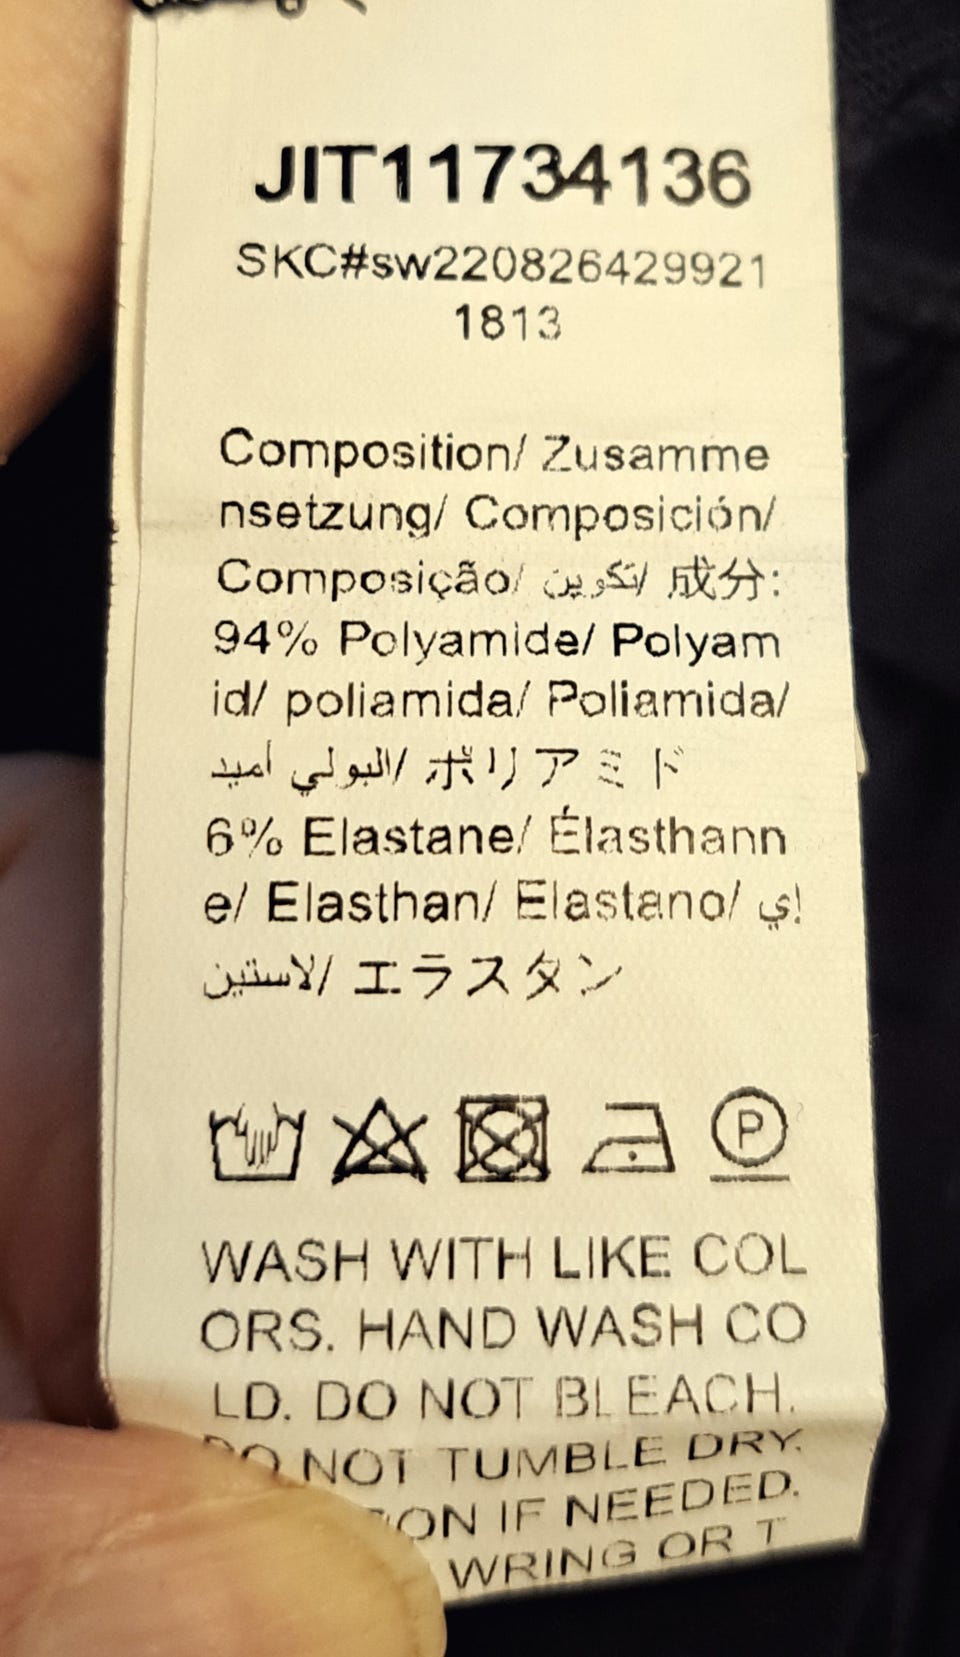 JIT11734136
SKC#sw220826429921
1813
Composition/ Zusamme
nsetzung/ Composición/
Composição/ تكوين/ 成分:
94% Polyamide/ Polyam
id/ poliamida/ Poliamida/
البولي أميد/ ポリアミド
6% Elastane/ Élasthann
e/ Elasthan/ Elastano/ إي
لاستين/ エラスタン
P
WASH WITH LIKE COL
ORS. HAND WASH CO
LD. DO NOT BLEACH.
DO NOT TUMBLE DRY.
IF NEEDED.
WRING OR T